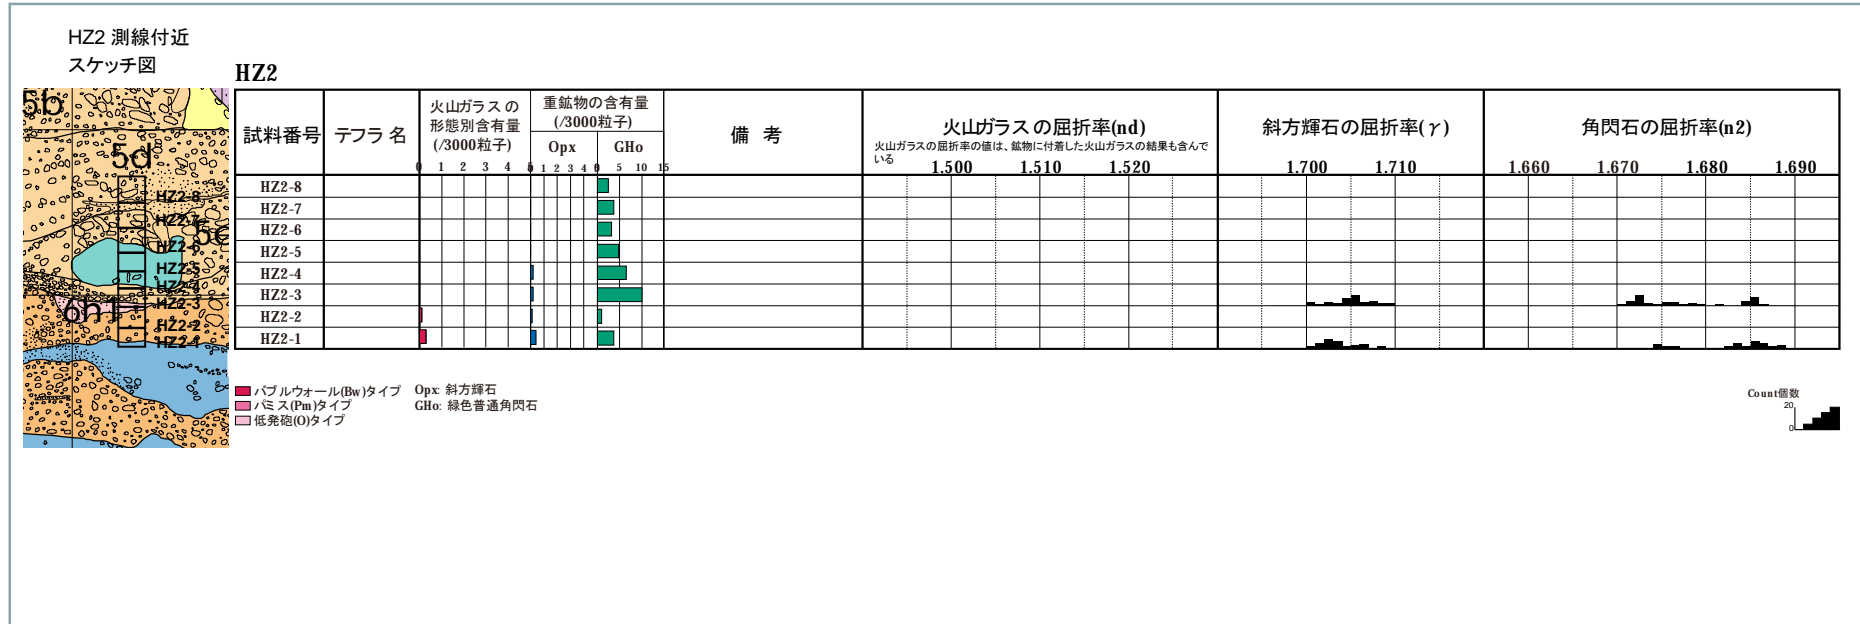 HZ2 測線付近
スケッチ図
HZ2
5b
5d
HZ2-8
HZ2-7
5c
HZ2-6
HZ2-5
HZ2-4
6h1
HZ2-3
HZ2-2
HZ2-1
試料番号
テフラ名
火山ガラスの
形態別含有量
(/3000粒子)
0 1 2 3 4 5
重鉱物の含有量
(/3000粒子)
Opx
GHo
0 1 2 3 4
0 5 10 15
備 考
火山ガラスの屈折率(nd)
火山ガラスの屈折率の値は、鉱物に付着した火山ガラスの結果も含んで
いる
1.500 1.510 1.520
斜方輝石の屈折率(γ)
1.700 1.710
角閃石の屈折率(n2)
1.660 1.670 1.680 1.690
HZ2-8
HZ2-7
HZ2-6
HZ2-5
HZ2-4
HZ2-3
HZ2-2
HZ2-1
バブルウォール(Bw)タイプ
パミス(Pm)タイプ
低発砲(O)タイプ
Opx: 斜方輝石
GHo: 緑色普通角閃石
Count個数
20
0